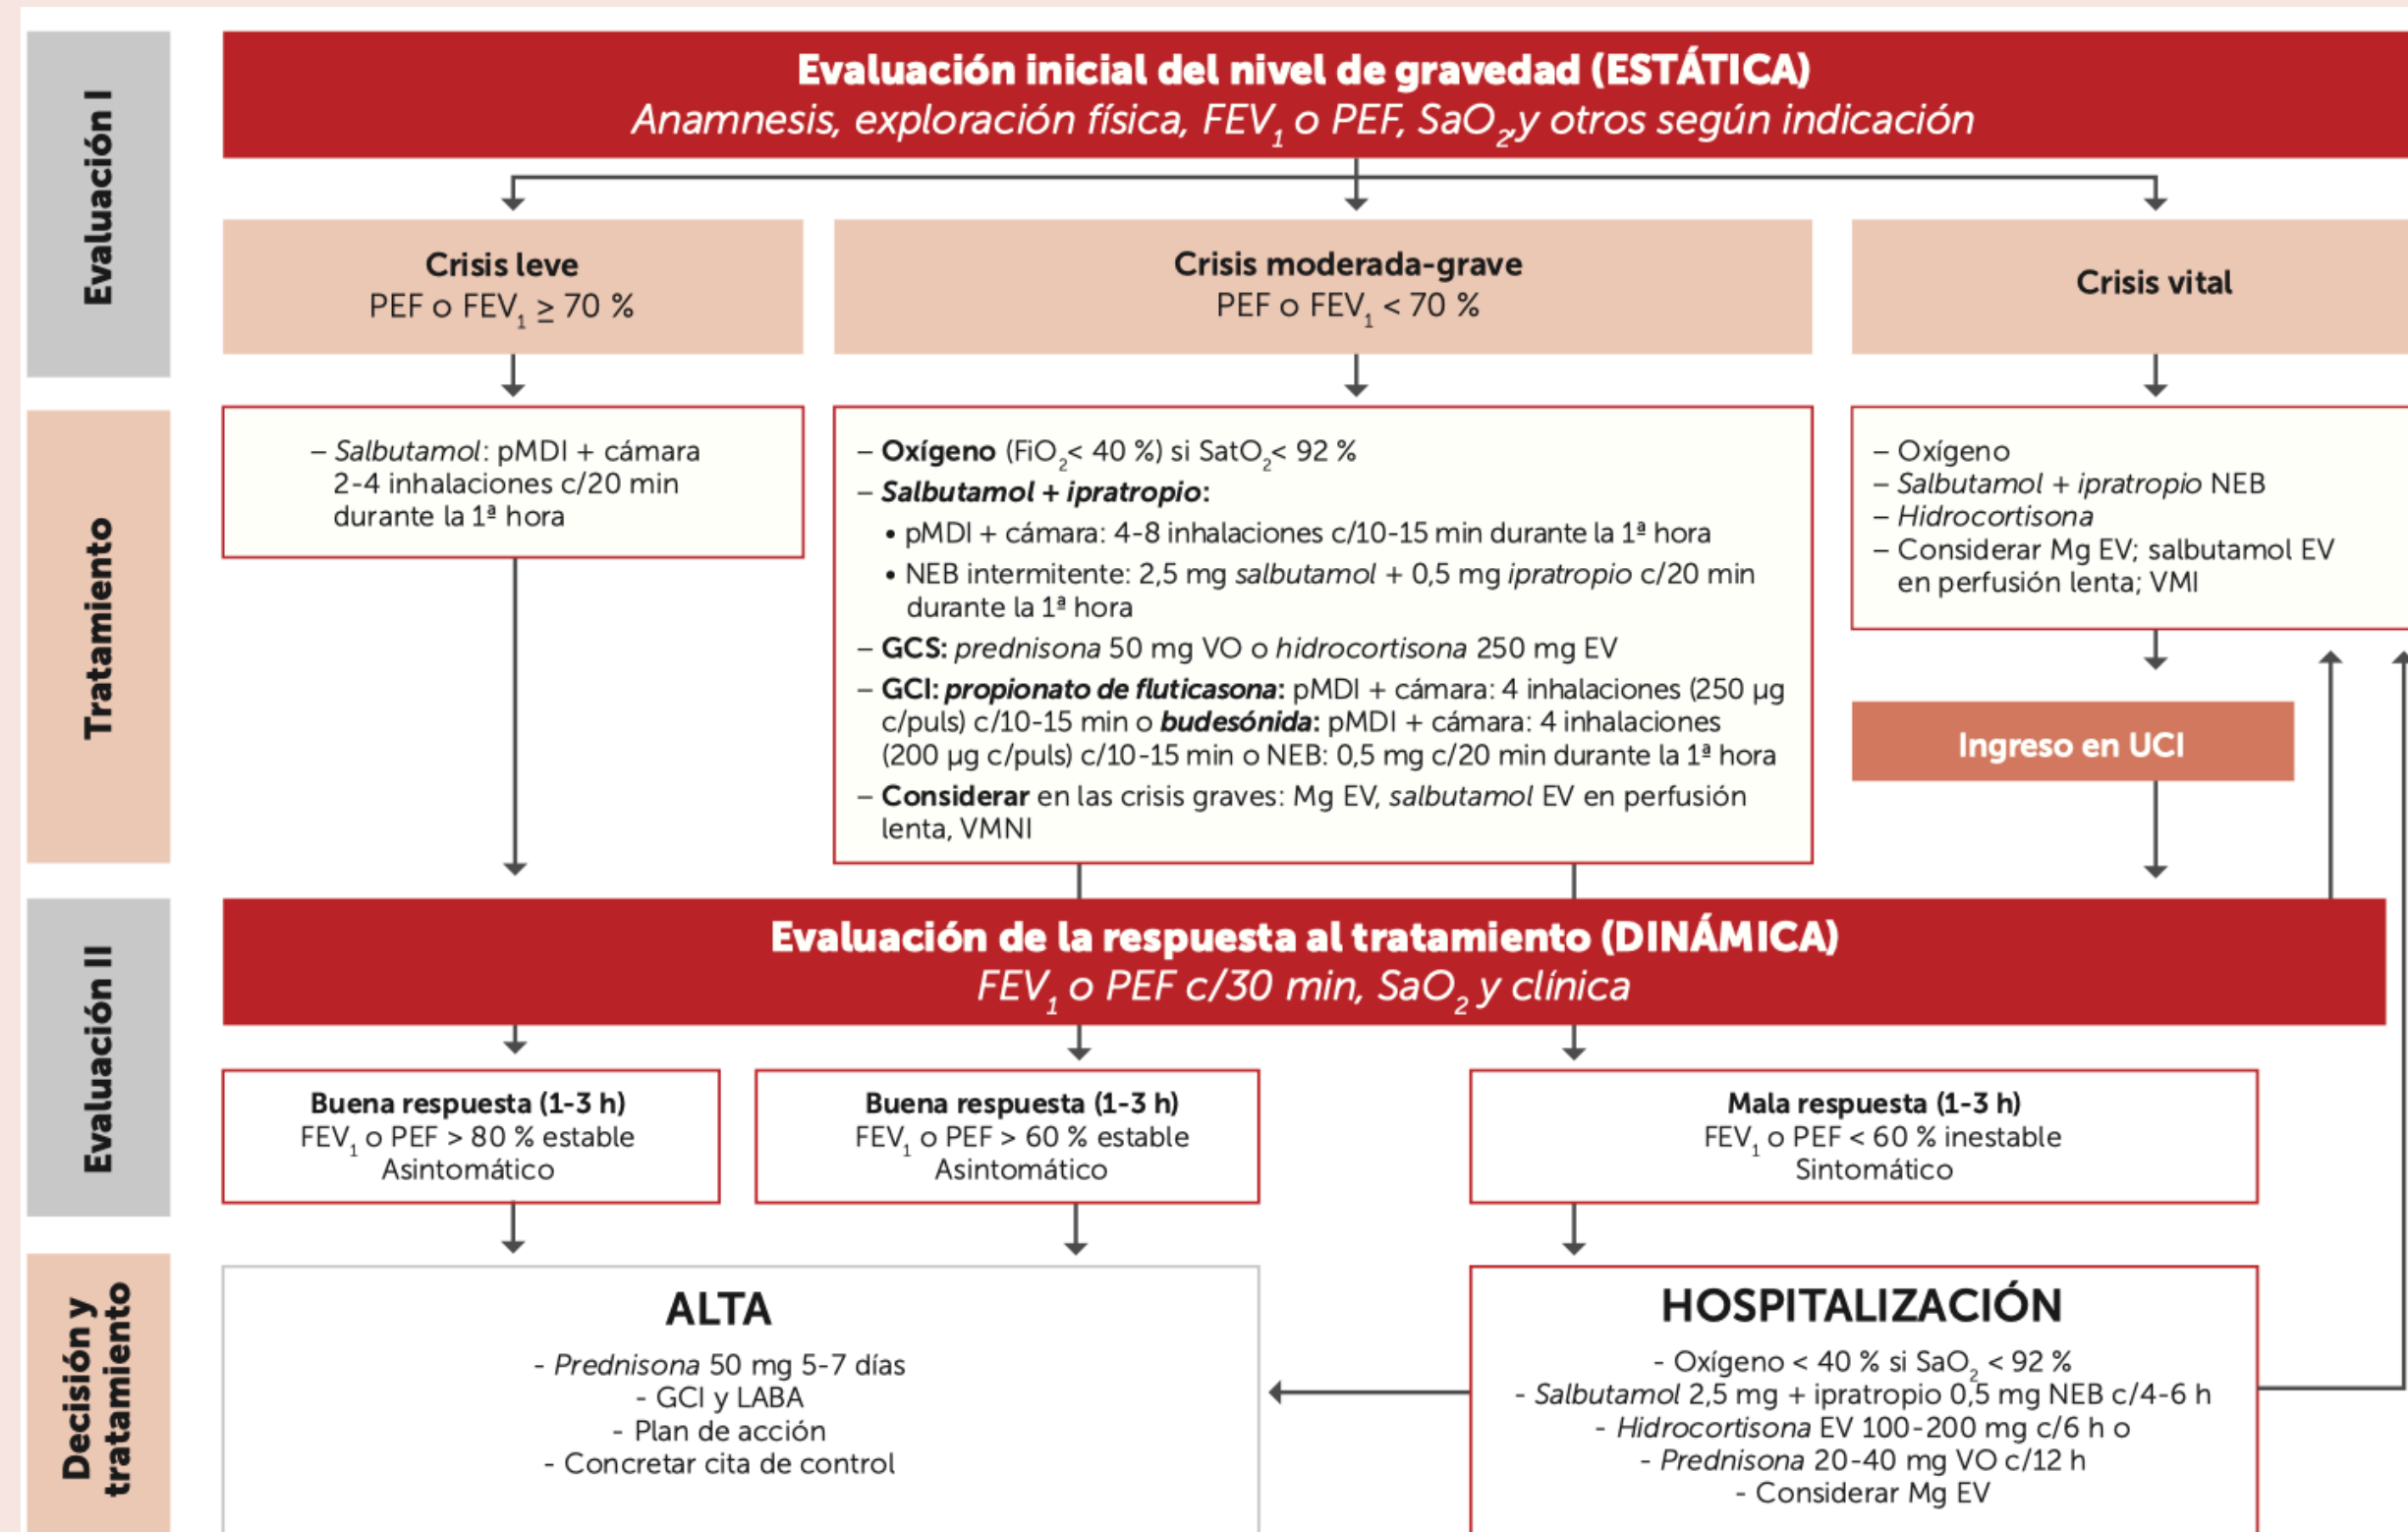 Evaluación I
Evaluación inicial del nivel de gravedad (ESTÁTICA)
Anamnesis, exploración física, FEV1 o PEF, SaO2,y otros según indicación
Crisis leve
PEF o FEV1 ≥ 70 %
Crisis moderada-grave
PEF o FEV1 < 70 %
Crisis vital
Tratamiento
– Salbutamol: pMDI + cámara
2-4 inhalaciones c/20 min
durante la 1ª hora
– Oxígeno (FiO2< 40 %) si SatO2< 92 %
– Salbutamol + ipratropio:
• pMDI + cámara: 4-8 inhalaciones c/10-15 min durante la 1ª hora
• NEB intermitente: 2,5 mg salbutamol + 0,5 mg ipratropio c/20 min
durante la 1ª hora
– GCS: prednisona 50 mg VO o hidrocortisona 250 mg EV
– GCI: propionato de fluticasona: pMDI + cámara: 4 inhalaciones (250 µg
c/puls) c/10-15 min o budesónida: pMDI + cámara: 4 inhalaciones
(200 µg c/puls) c/10-15 min o NEB: 0,5 mg c/20 min durante la 1ª hora
– Considerar en las crisis graves: Mg EV, salbutamol EV en perfusión
lenta, VMNI
– Oxígeno
– Salbutamol + ipratropio NEB
– Hidrocortisona
– Considerar Mg EV; salbutamol EV
en perfusión lenta; VMI
Ingreso en UCI
Evaluación II
Evaluación de la respuesta al tratamiento (DINÁMICA)
FEV1 o PEF c/30 min, SaO2 y clínica
Buena respuesta (1-3 h)
FEV1 o PEF > 80 % estable
Asintomático
Buena respuesta (1-3 h)
FEV1 o PEF > 60 % estable
Asintomático
Mala respuesta (1-3 h)
FEV1 o PEF < 60 % inestable
Sintomático
Decisión y
tratamiento
ALTA
- Prednisona 50 mg 5-7 días
- GCI y LABA
- Plan de acción
- Concretar cita de control
HOSPITALIZACIÓN
- Oxígeno < 40 % si SaO2 < 92 %
- Salbutamol 2,5 mg + ipratropio 0,5 mg NEB c/4-6 h
- Hidrocortisona EV 100-200 mg c/6 h o
- Prednisona 20-40 mg VO c/12 h
- Considerar Mg EV